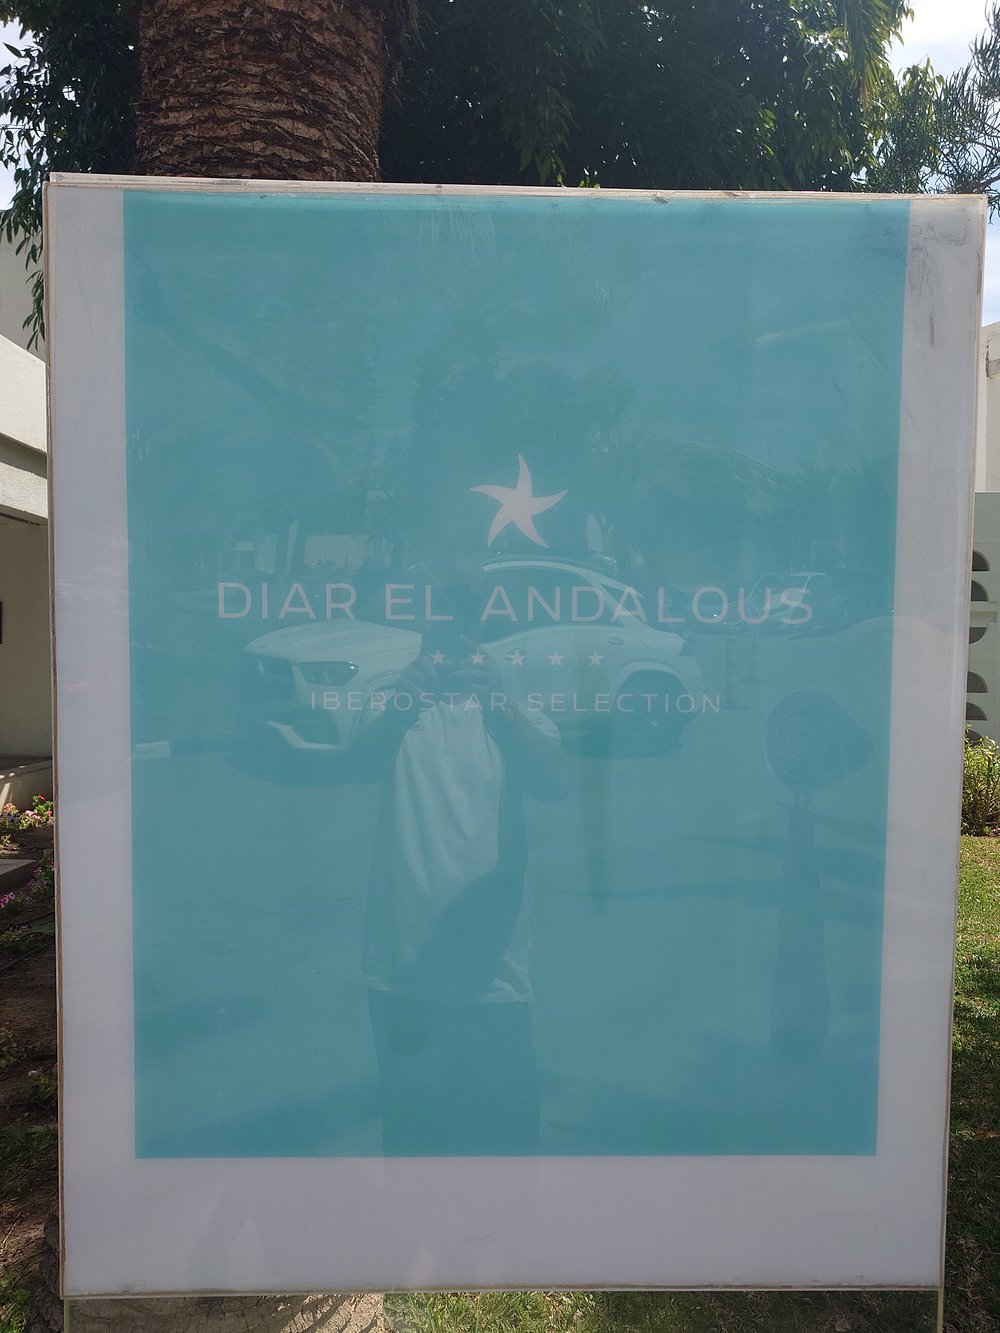 DIAR EL ANDALOUS
★ ★ ★ ★ ★
IBEROSTAR SELECTION